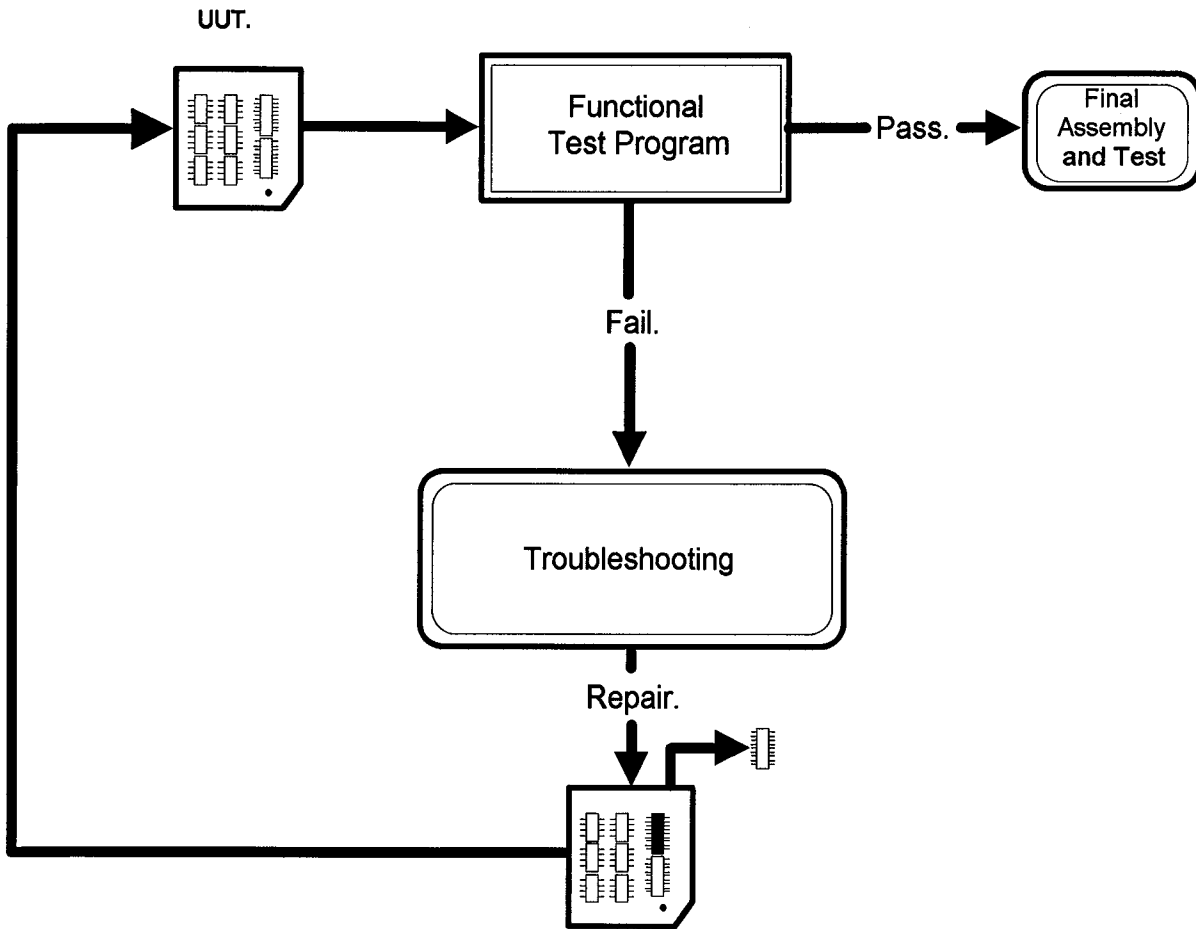 UUT.
Functional
Test Program
Pass.
Final
Assembly
and Test
Fail.
Troubleshooting
Repair.